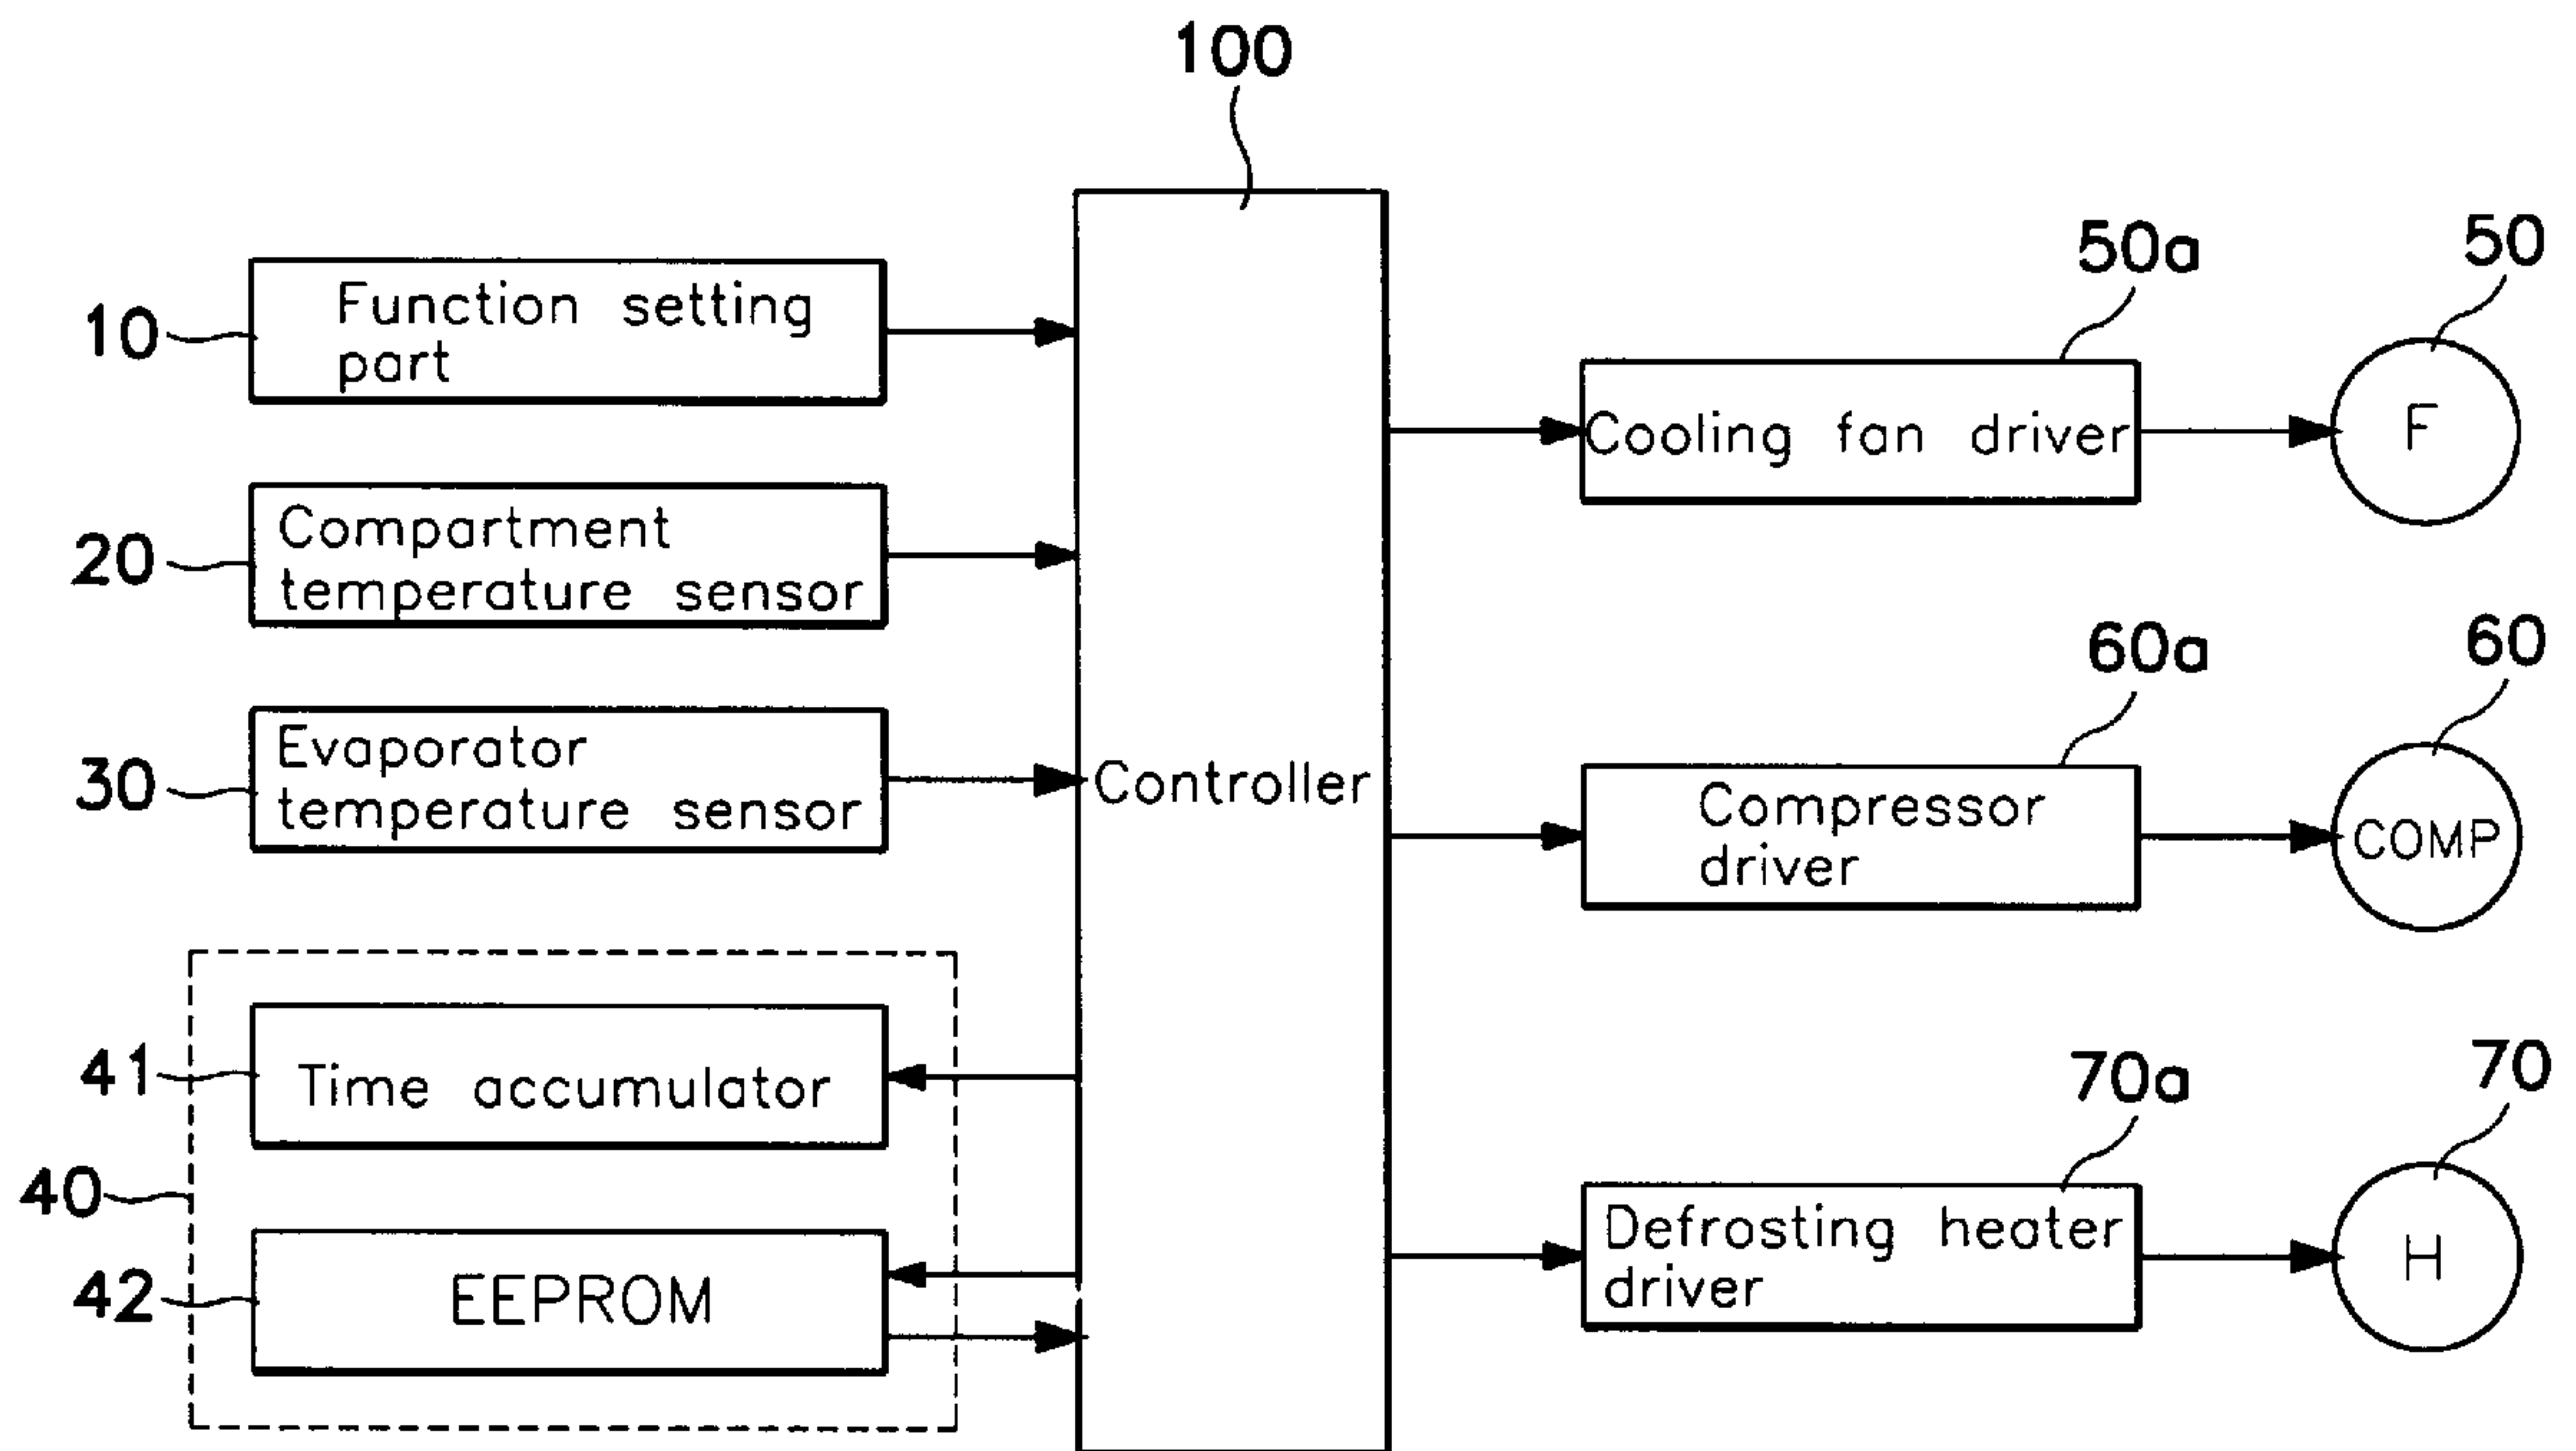 100
10
Function setting
part
20
Compartment
temperature sensor
30
Evaporator
temperature sensor
40
41
Time accumulator
42
EEPROM
Controller
50a
Cooling fan driver
50
F
60a
Compressor
driver
60
COMP
70a
Defrosting heater
driver
70
H